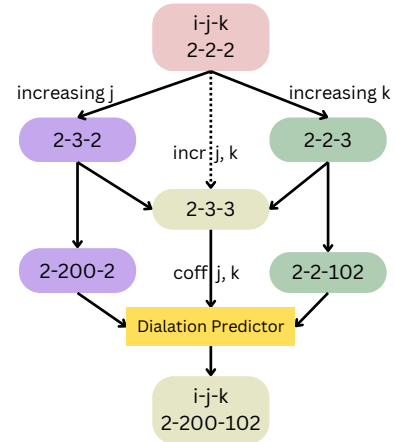 i-j-k
2-2-2
increasing j
increasing k
2-3-2
2-2-3
incr j, k
2-3-3
2-200-2
coff j, k
2-2-102
Dialation Predictor
i-j-k
2-200-102